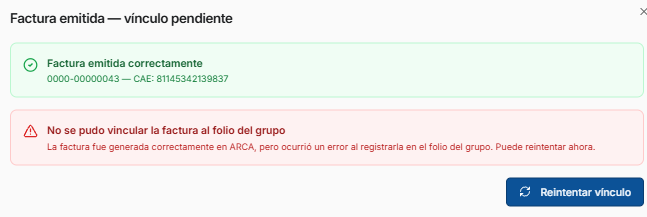 Factura emitida — vínculo pendiente
Factura emitida correctamente
0000-00000043 — CAE: 81145342139837
No se pudo vincular la factura al folio del grupo
La factura fue generada correctamente en ARCA, pero ocurrió un error al registrarla en el folio del grupo. Puede reintentar ahora.
Reintentar vínculo